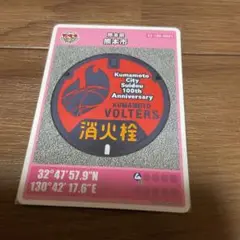 熊本市
Kumamoto
City
Suidou
100th
Anniversary
KUMAMOTO
VOLTERS
消火栓
32°47'57.9"N
130°42'17.6"E